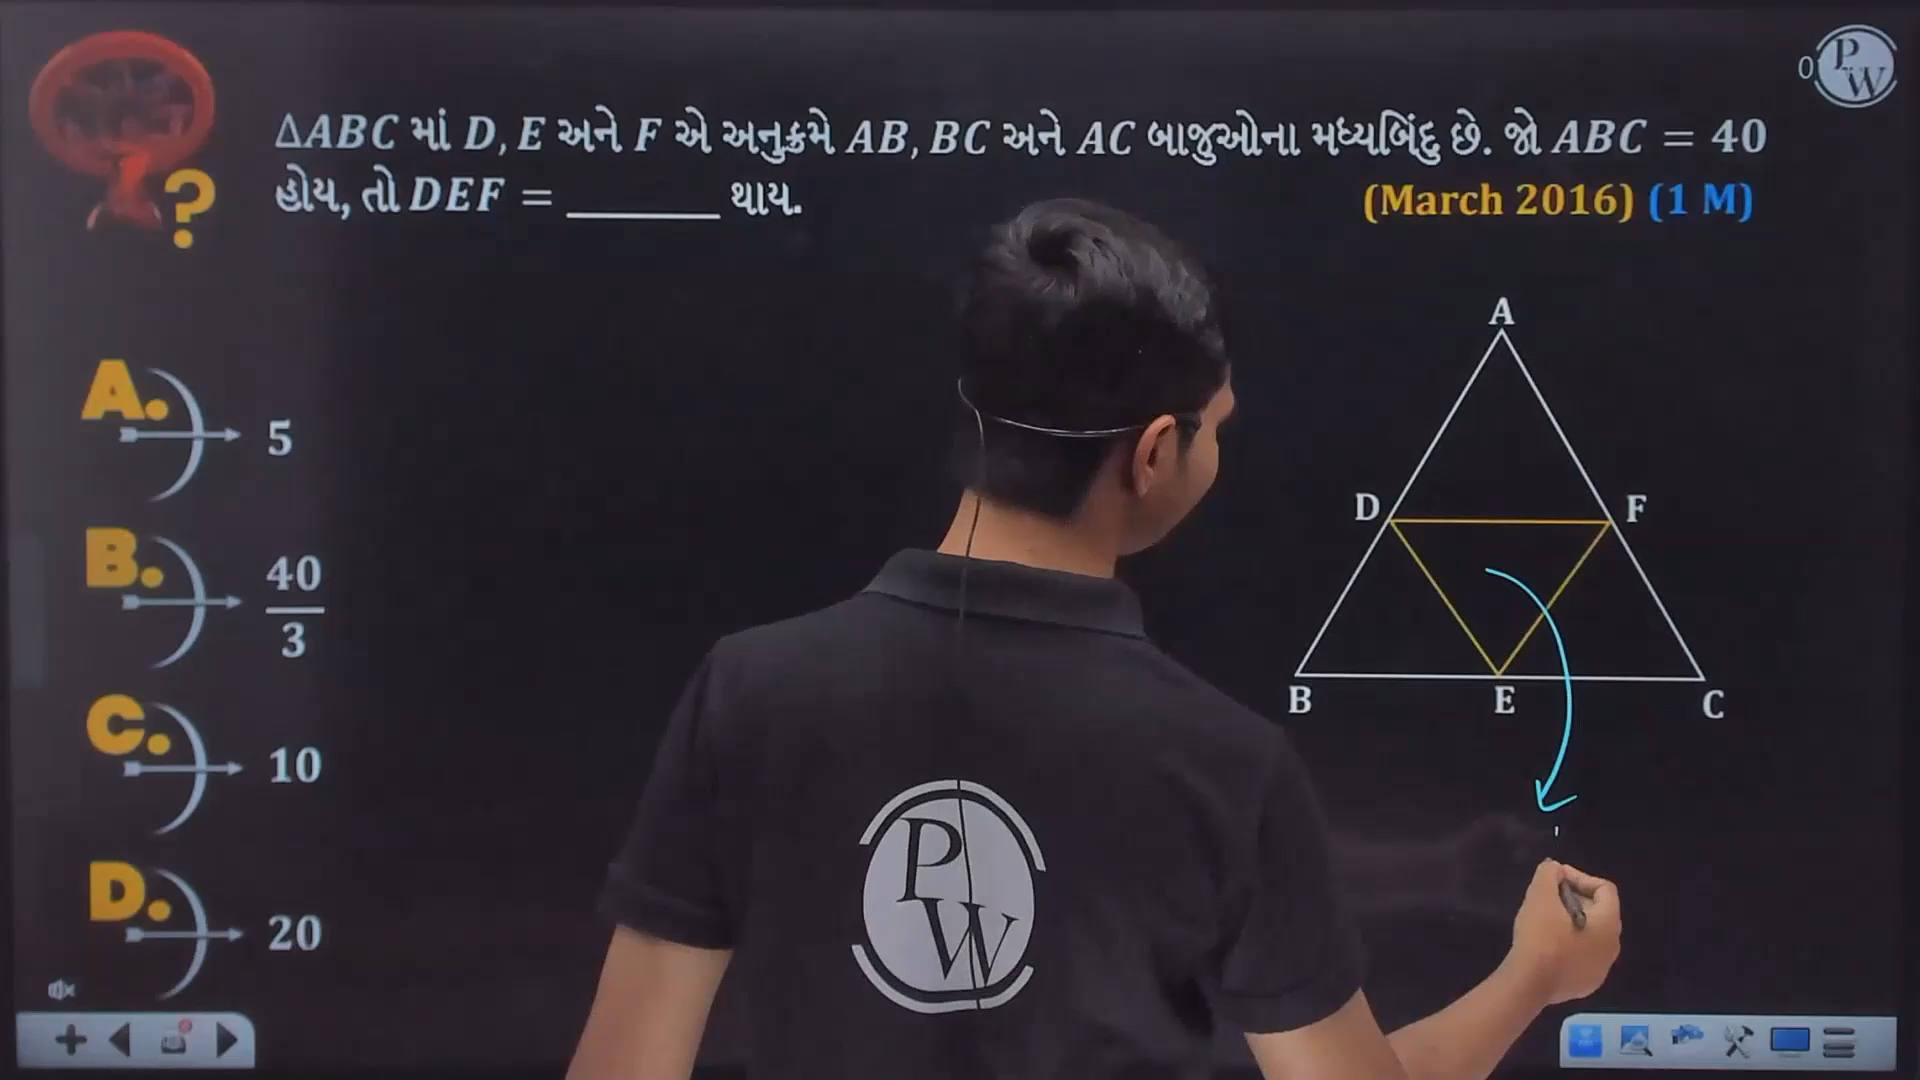 ΔABC માં D, E અને F એ અનુક્રમે AB, BC અને AC બાજુઓના મધ્યબિંદુ છે. જો ABC = 40
હોય, તો DEF = ________ થાય.
(March 2016) (1 M)
?
A. 5
B. 40/3
C. 10
D. 20
A
D
F
B
E
C
PW
PW